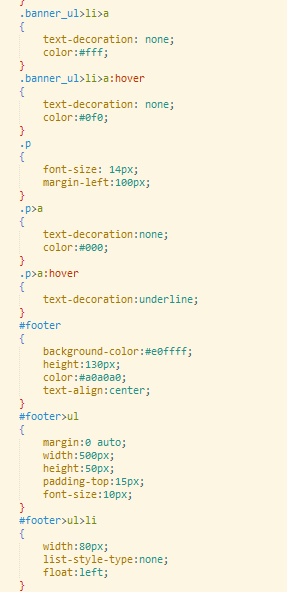 }
.banner_ul>li>a
{
text-decoration: none;
color:#fff;
}
.banner_ul>li>a:hover
{
text-decoration: none;
color:#0f0;
}
.p
{
font-size: 14px;
margin-left:100px;
}
.p>a
{
text-decoration:none;
color:#000;
}
.p>a:hover
{
text-decoration:underline;
}
#footer
{
background-color:#e0ffff;
height:130px;
color:#a0a0a0;
text-align:center;
}
#footer>ul
{
margin:0 auto;
width:500px;
height:50px;
padding-top:15px;
font-size:10px;
}
#footer>ul>li
{
width:80px;
list-style-type:none;
float:left;
}